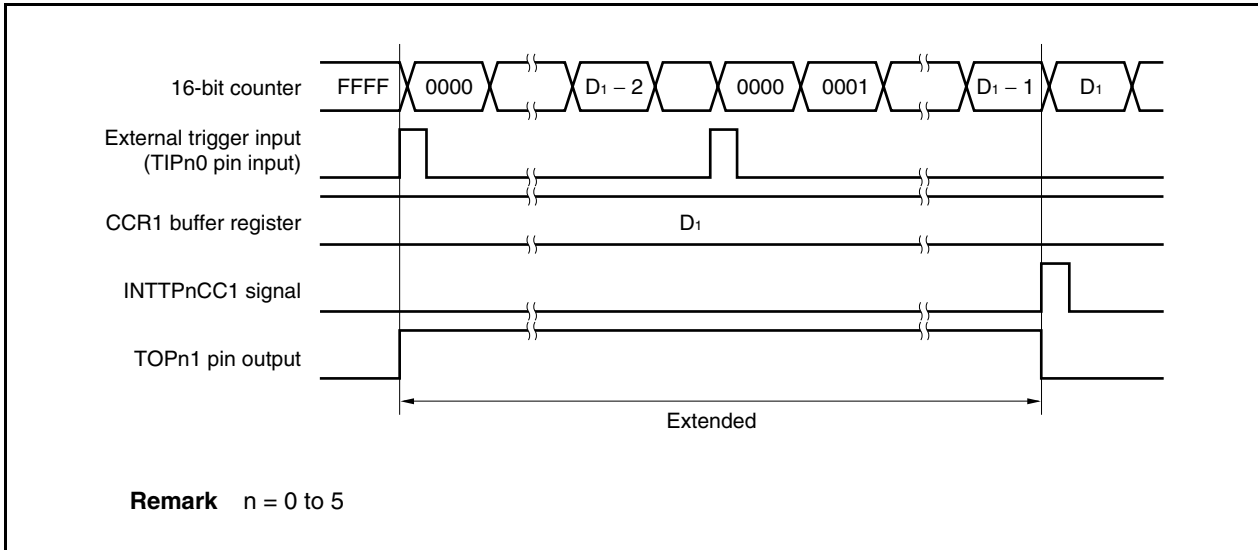 16-bit counter FFFF 0000 D1 – 2 0000 0001 D1 – 1 D1
External trigger input
(TIPn0 pin input)
CCR1 buffer register D1
INTTPnCC1 signal
TOPn1 pin output
Extended
Remark n = 0 to 5